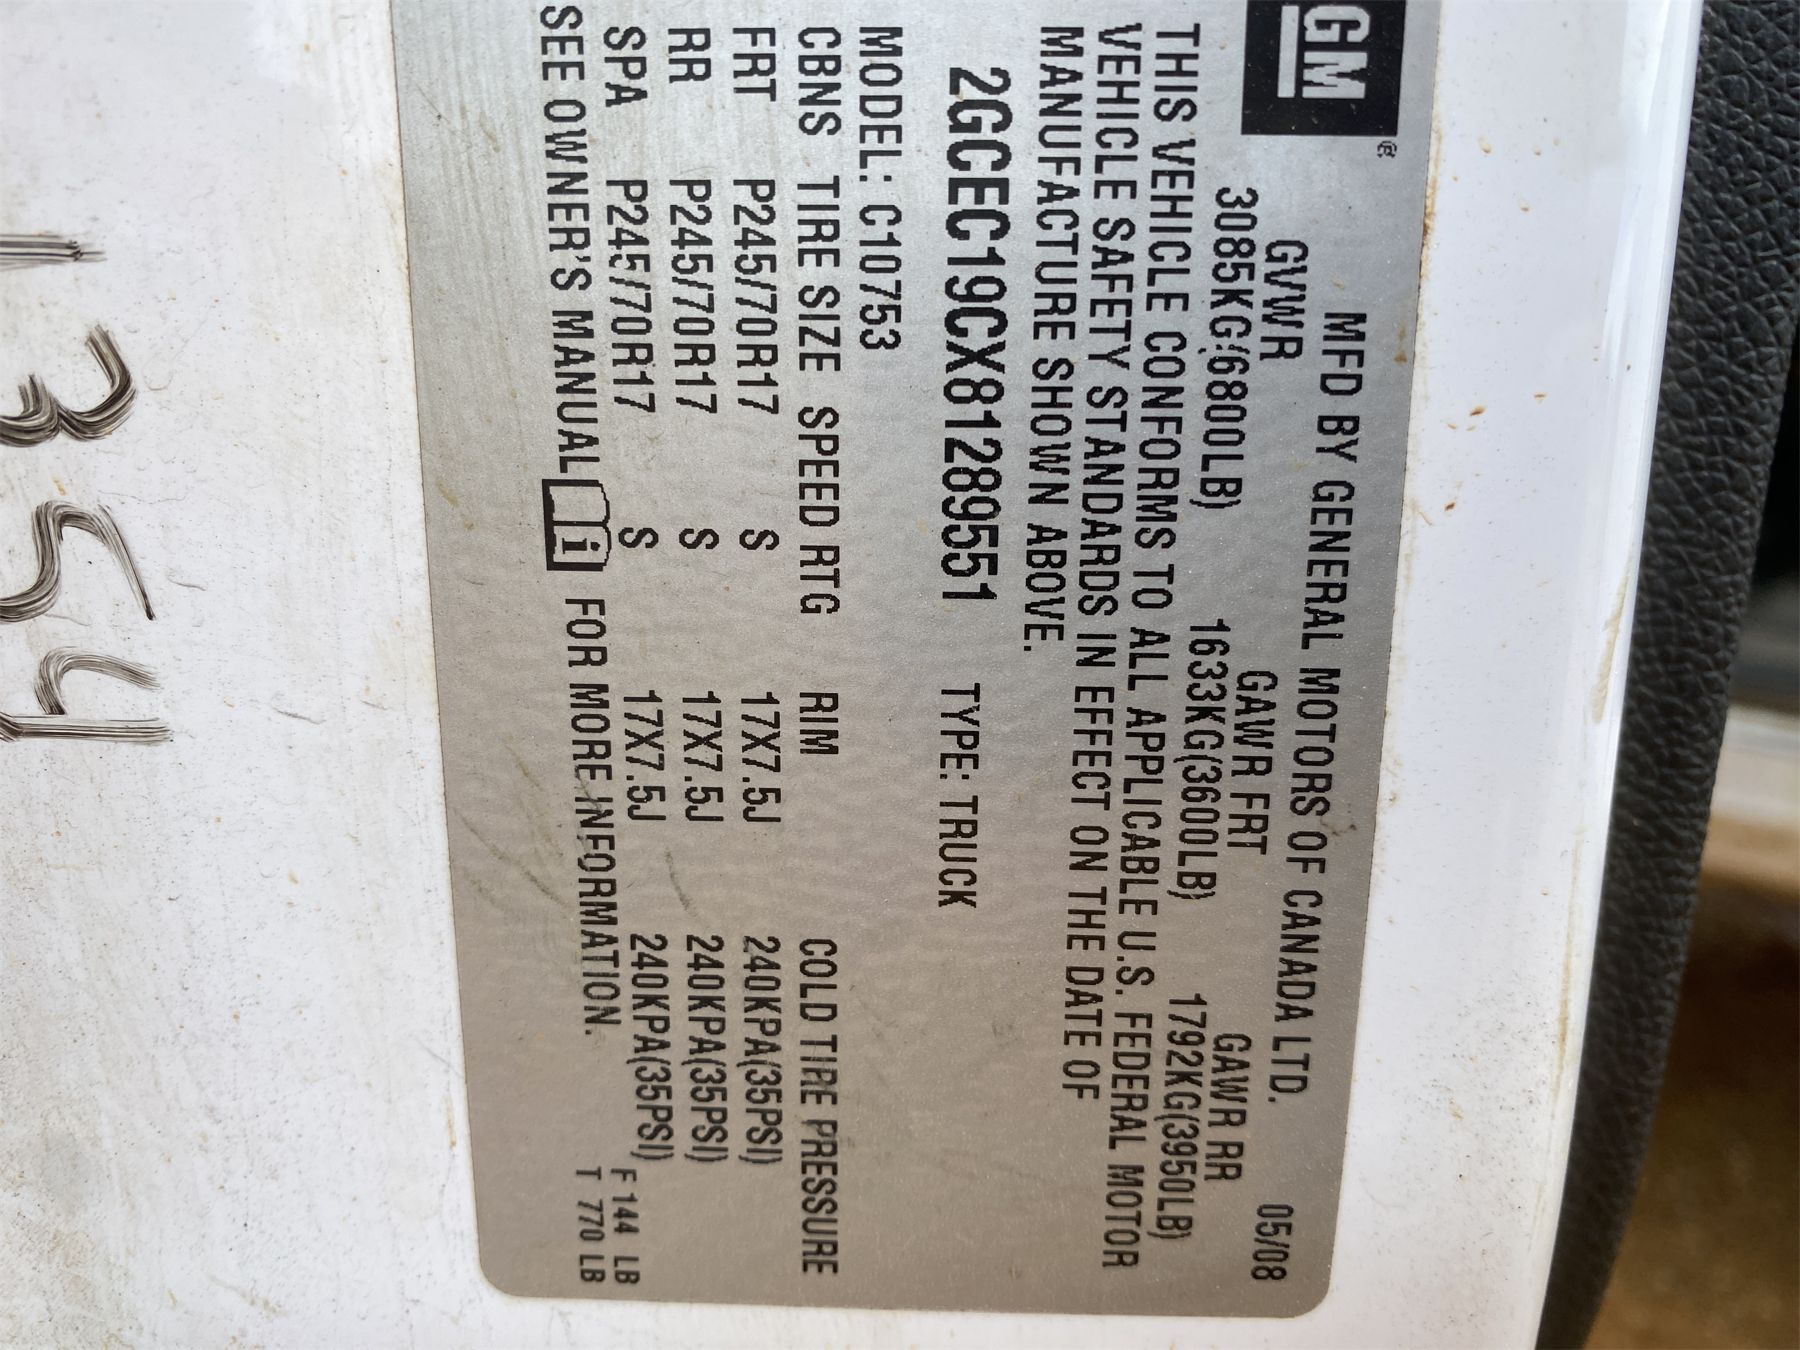 GM®
MFD BY GENERAL MOTORS OF CANADA LTD.
05/08
GVWR GAWR FRT GAWR RR
3085KG(6800LB) 1633KG(3600LB) 1792KG(3950LB)
THIS VEHICLE CONFORMS TO ALL APPLICABLE U.S. FEDERAL MOTOR
VEHICLE SAFETY STANDARDS IN EFFECT ON THE DATE OF
MANUFACTURE SHOWN ABOVE.
2GCEC19CX81289551 TYPE: TRUCK
MODEL: C10753
CBNS TIRE SIZE SPEED RTG RIM COLD TIRE PRESSURE
FRT P245/70R17 S 17X7.5J 240KPA(35PSI)
RR P245/70R17 S 17X7.5J 240KPA(35PSI)
SPA P245/70R17 S 17X7.5J 240KPA(35PSI)
SEE OWNER'S MANUAL i FOR MORE INFORMATION.
F 144 LB
T 770 LB
1354